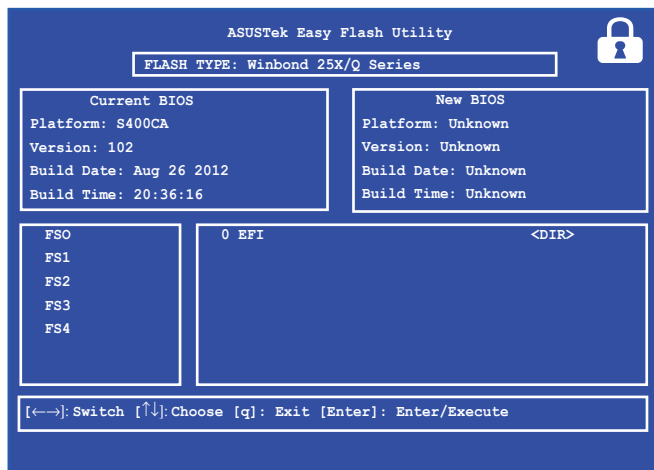 ASUSTek Easy Flash Utility
FLASH TYPE: Winbond 25X/Q Series
Current BIOS
Platform: S400CA
Version: 102
Build Date: Aug 26 2012
Build Time: 20:36:16
New BIOS
Platform: Unknown
Version: Unknown
Build Date: Unknown
Build Time: Unknown
FSO
FS1
FS2
FS3
FS4
0 EFI <DIR>
[←→]: Switch [↑↓]: Choose [q]: Exit [Enter]: Enter/Execute